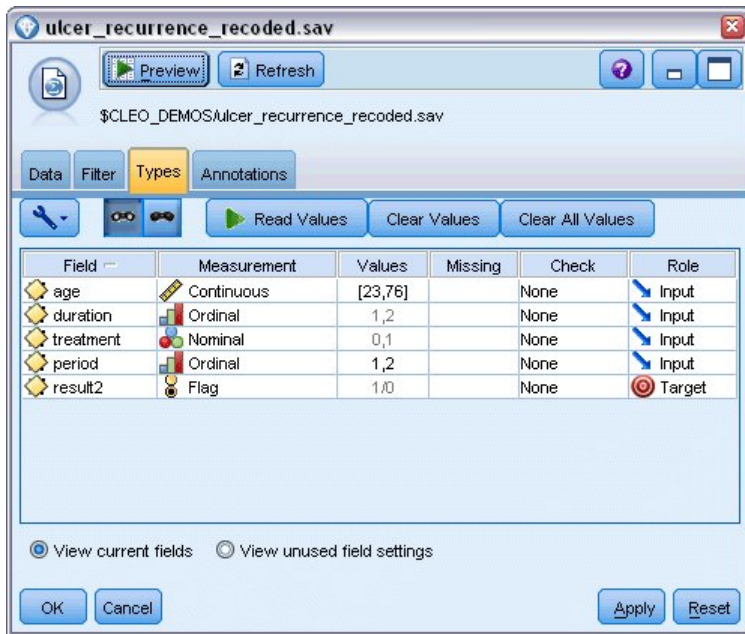 ulcer_recurrence_recoded.sav
Preview Refresh
$CLEO_DEMOS/ulcer_recurrence_recoded.sav
Data Filter Types Annotations
Read Values Clear Values Clear All Values
Field Measurement Values Missing Check Role
age Continuous [23,76] None Input
duration Ordinal 1,2 None Input
treatment Nominal 0,1 None Input
period Ordinal 1,2 None Input
result2 Flag 1/0 None Target
View current fields View unused field settings
OK Cancel Apply Reset